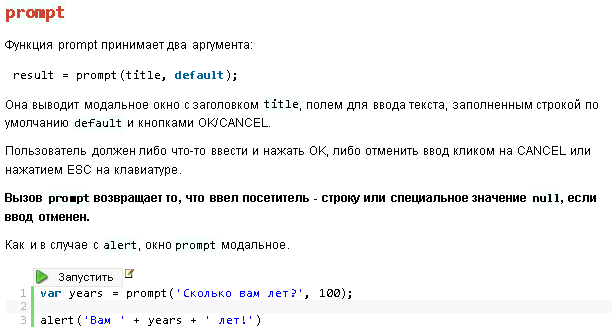 prompt
Функция prompt принимает два аргумента:
result = prompt(title, default);
Она выводит модальное окно с заголовком title, полем для ввода текста, заполненным строкой по
умолчанию default и кнопками OK/CANCEL.
Пользователь должен либо что-то ввести и нажать OK, либо отменить ввод кликом на CANCEL или
нажатием ESC на клавиатуре.
Вызов prompt возвращает то, что ввел посетитель - строку или специальное значение null, если
ввод отменен.
Как и в случае с alert, окно prompt модальное.
Запустить
1 var years = prompt('Сколько вам лет?', 100);
2
3 alert('Вам ' + years + ' лет!')